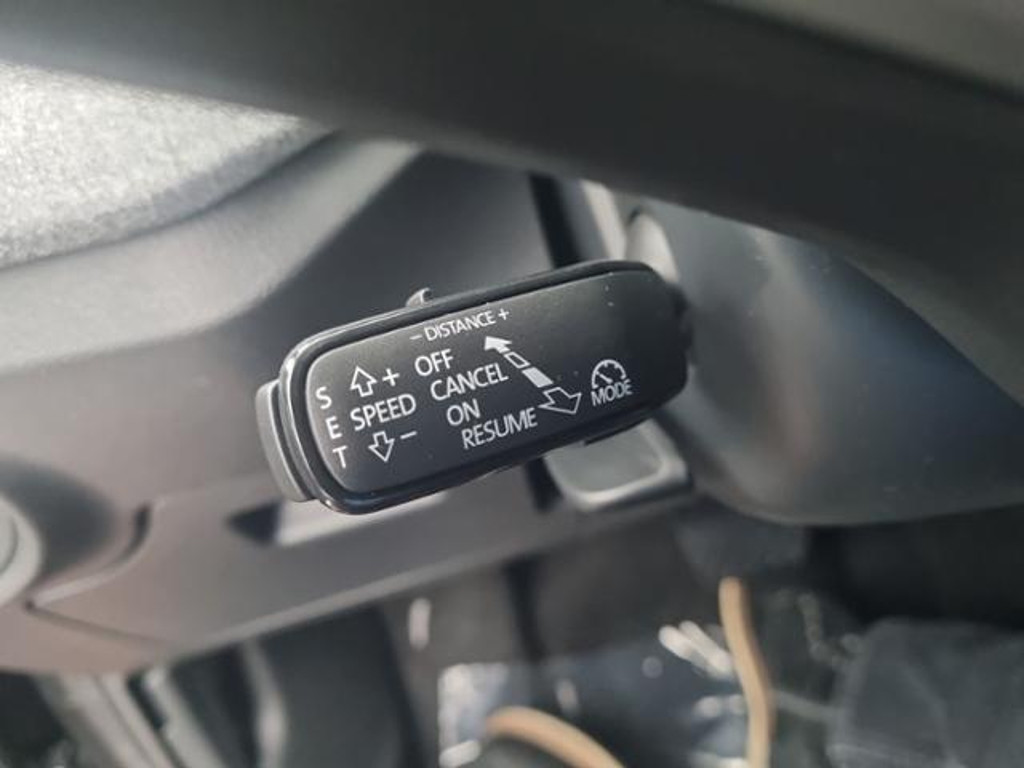 - DISTANCE +
S
E
T
+
SPEED
-
OFF
CANCEL
ON
RESUME
MODE